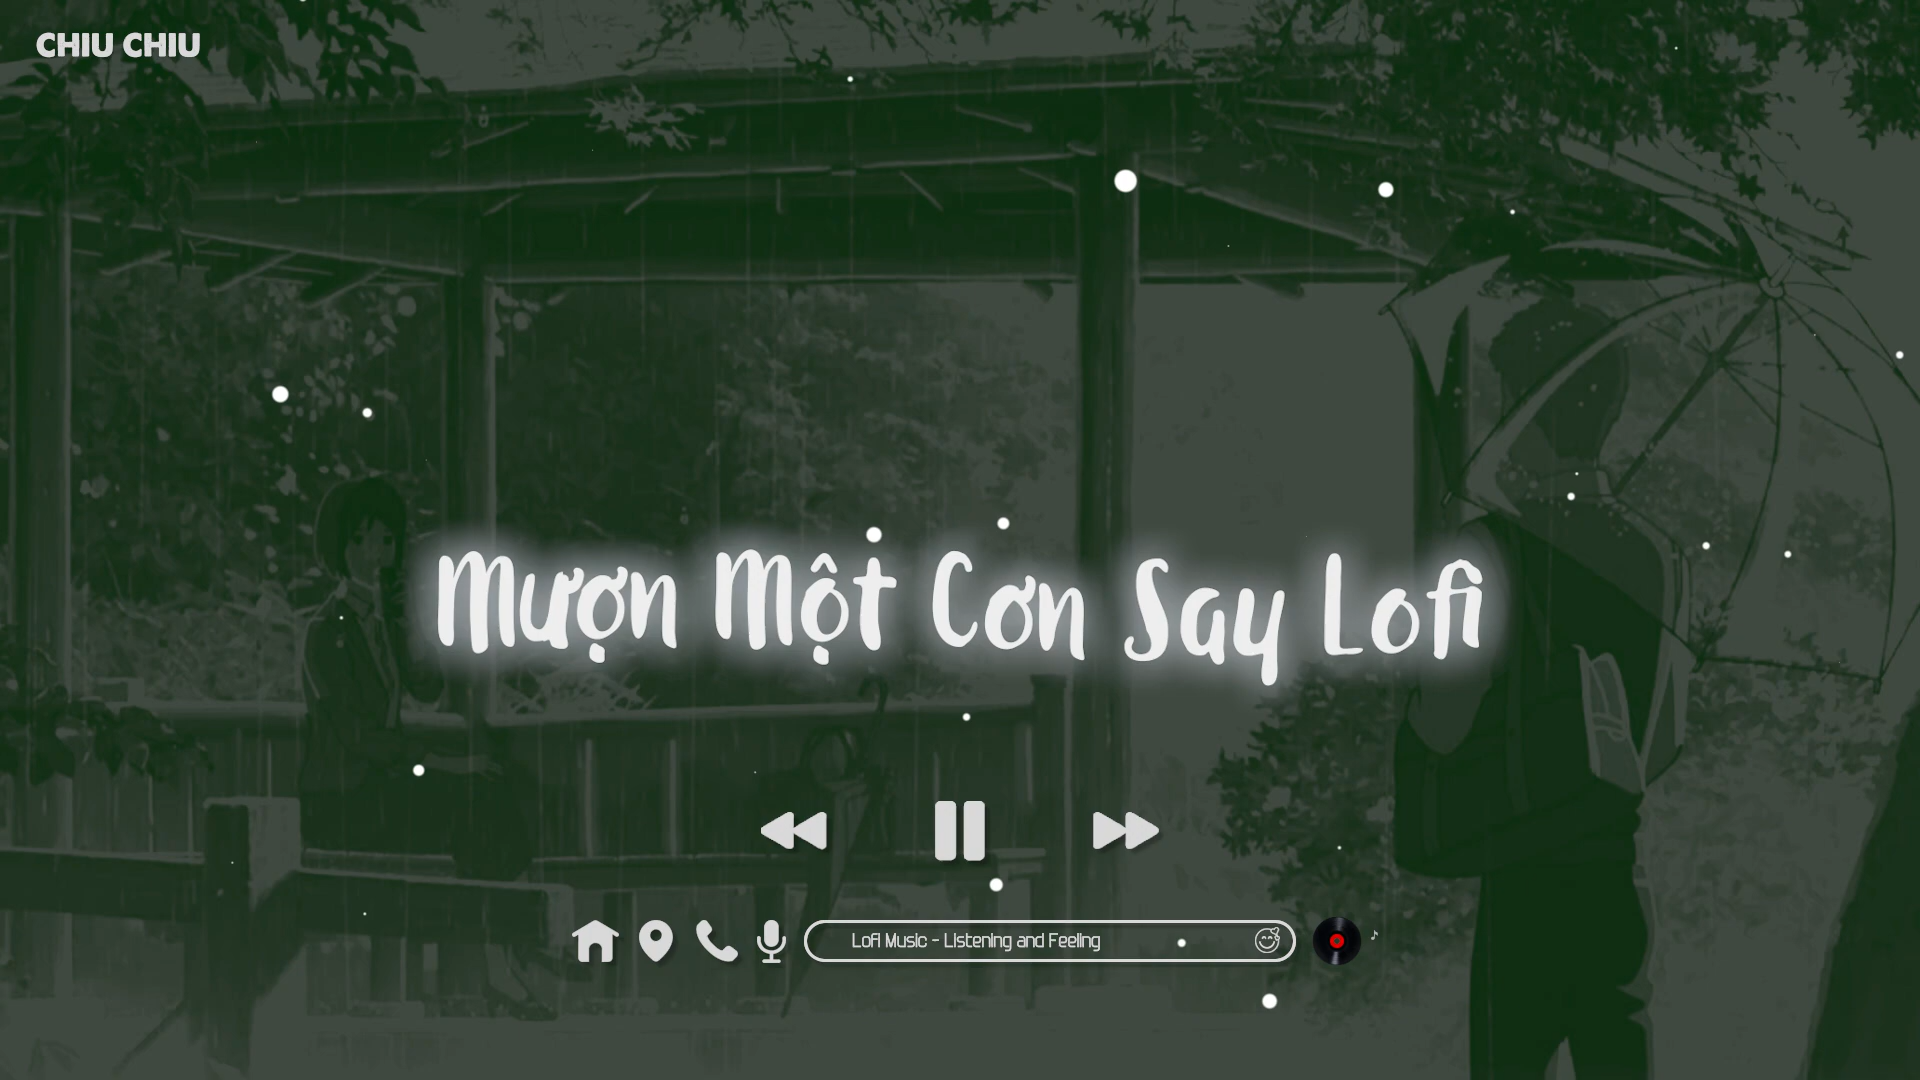 CHIU CHIU
Mượn Một Cơn Say Lofi
Lofi Music - Listening and Feeling